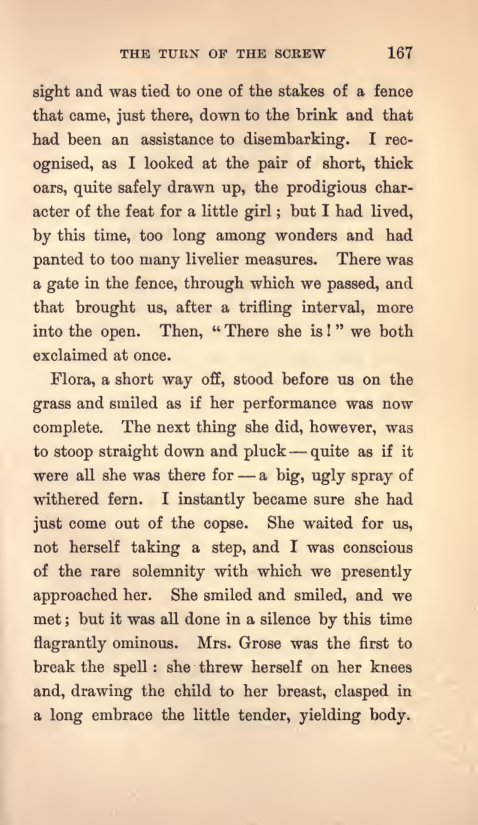 THE TURN OF THE SCREW 167
sight and was tied to one of the stakes of a fence
that came, just there, down to the brink and that
had been an assistance to disembarking. I rec-
ognised, as I looked at the pair of short, thick
oars, quite safely drawn up, the prodigious char-
acter of the feat for a little girl; but I had lived,
by this time, too long among wonders and had
panted to too many livelier measures. There was
a gate in the fence, through which we passed, and
that brought us, after a trifling interval, more
into the open. Then, "There she is!" we both
exclaimed at once.
Flora, a short way off, stood before us on the
grass and smiled as if her performance was now
complete. The next thing she did, however, was
to stoop straight down and pluck — quite as if it
were all she was there for — a big, ugly spray of
withered fern. I instantly became sure she had
just come out of the copse. She waited for us,
not herself taking a step, and I was conscious
of the rare solemnity with which we presently
approached her. She smiled and smiled, and we
met; but it was all done in a silence by this time
flagrantly ominous. Mrs. Grose was the first to
break the spell: she threw herself on her knees
and, drawing the child to her breast, clasped in
a long embrace the little tender, yielding body.